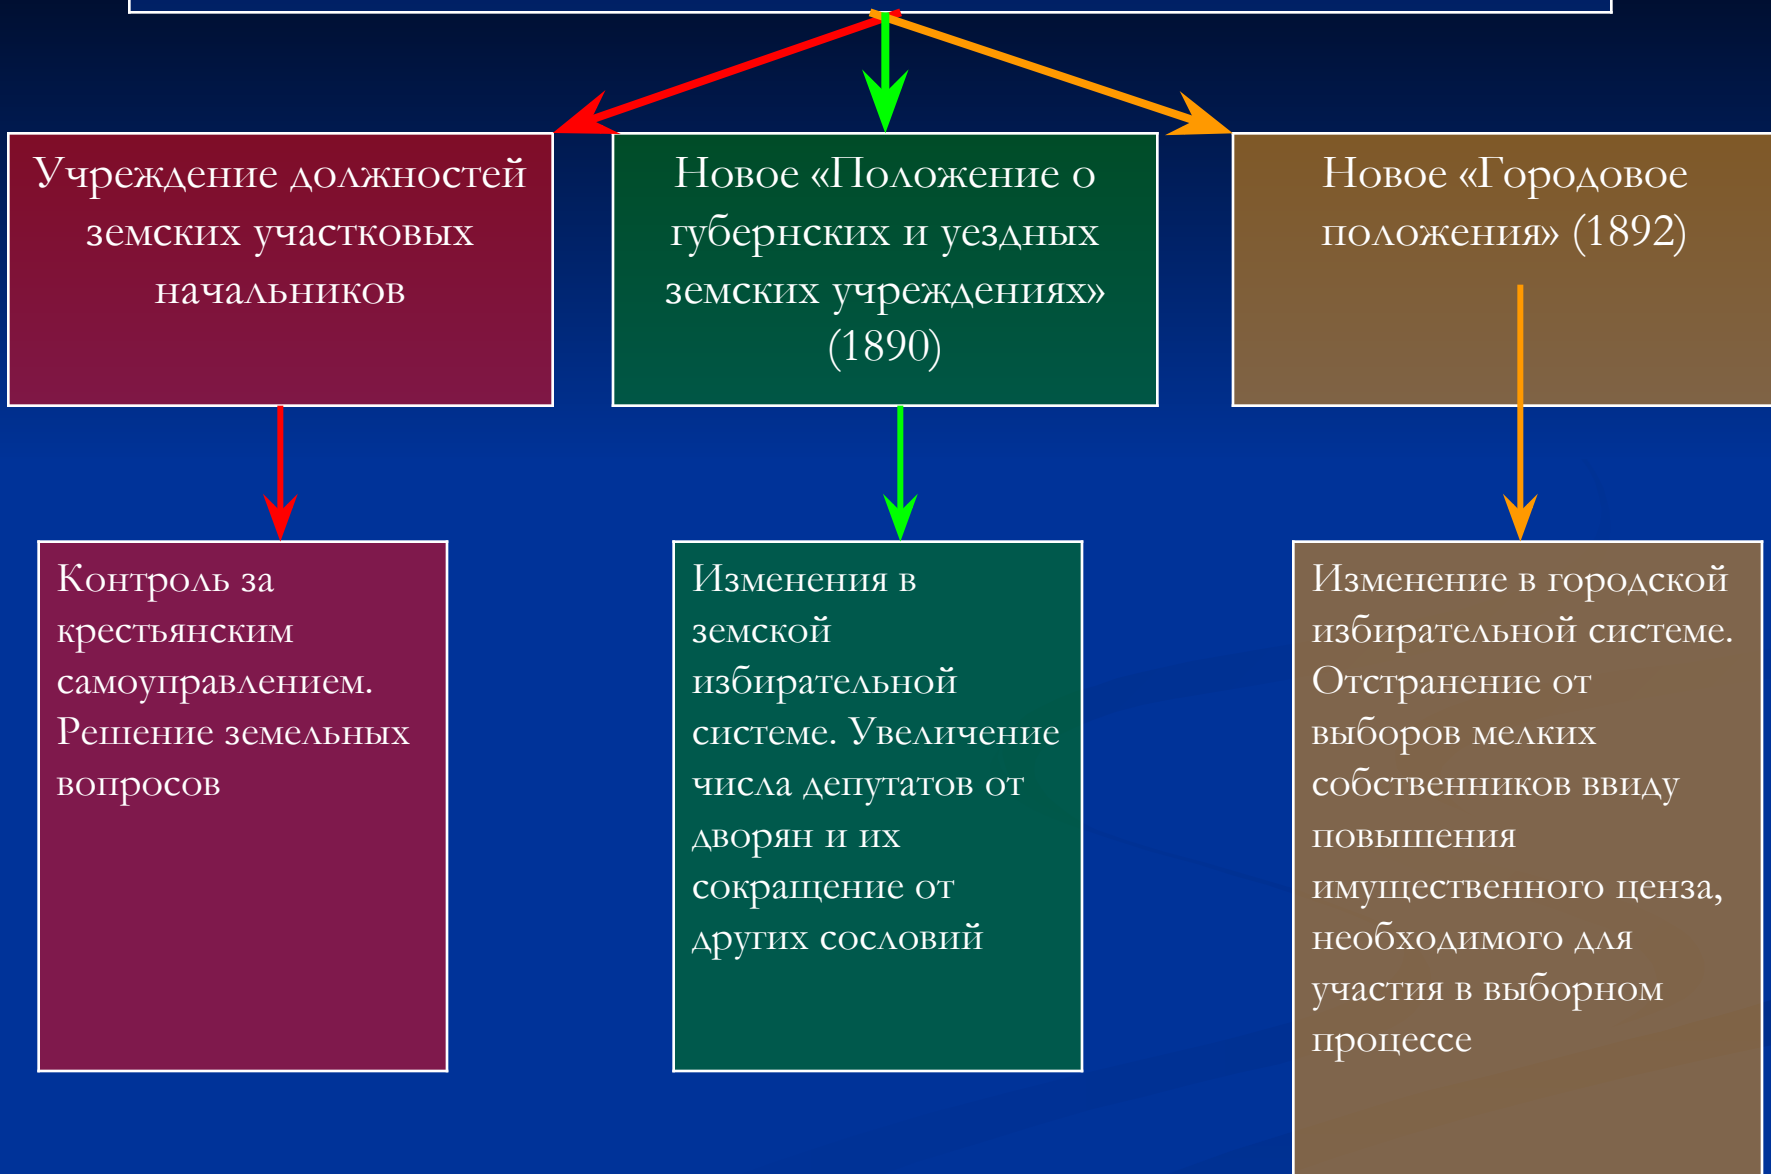 Учреждение должностей
земских участковых
начальников
Новое «Положение о
губернских и уездных
земских учреждениях»
(1890)
Новое «Городовое
положения» (1892)
Контроль за
крестьянским
самоуправлением.
Решение земельных
вопросов
Изменения в
земской
избирательной
системе. Увеличение
числа депутатов от
дворян и их
сокращение от
других сословий
Изменение в городской
избирательной системе.
Отстранение от
выборов мелких
собственников ввиду
повышения
имущественного ценза,
необходимого для
участия в выборном
процессе